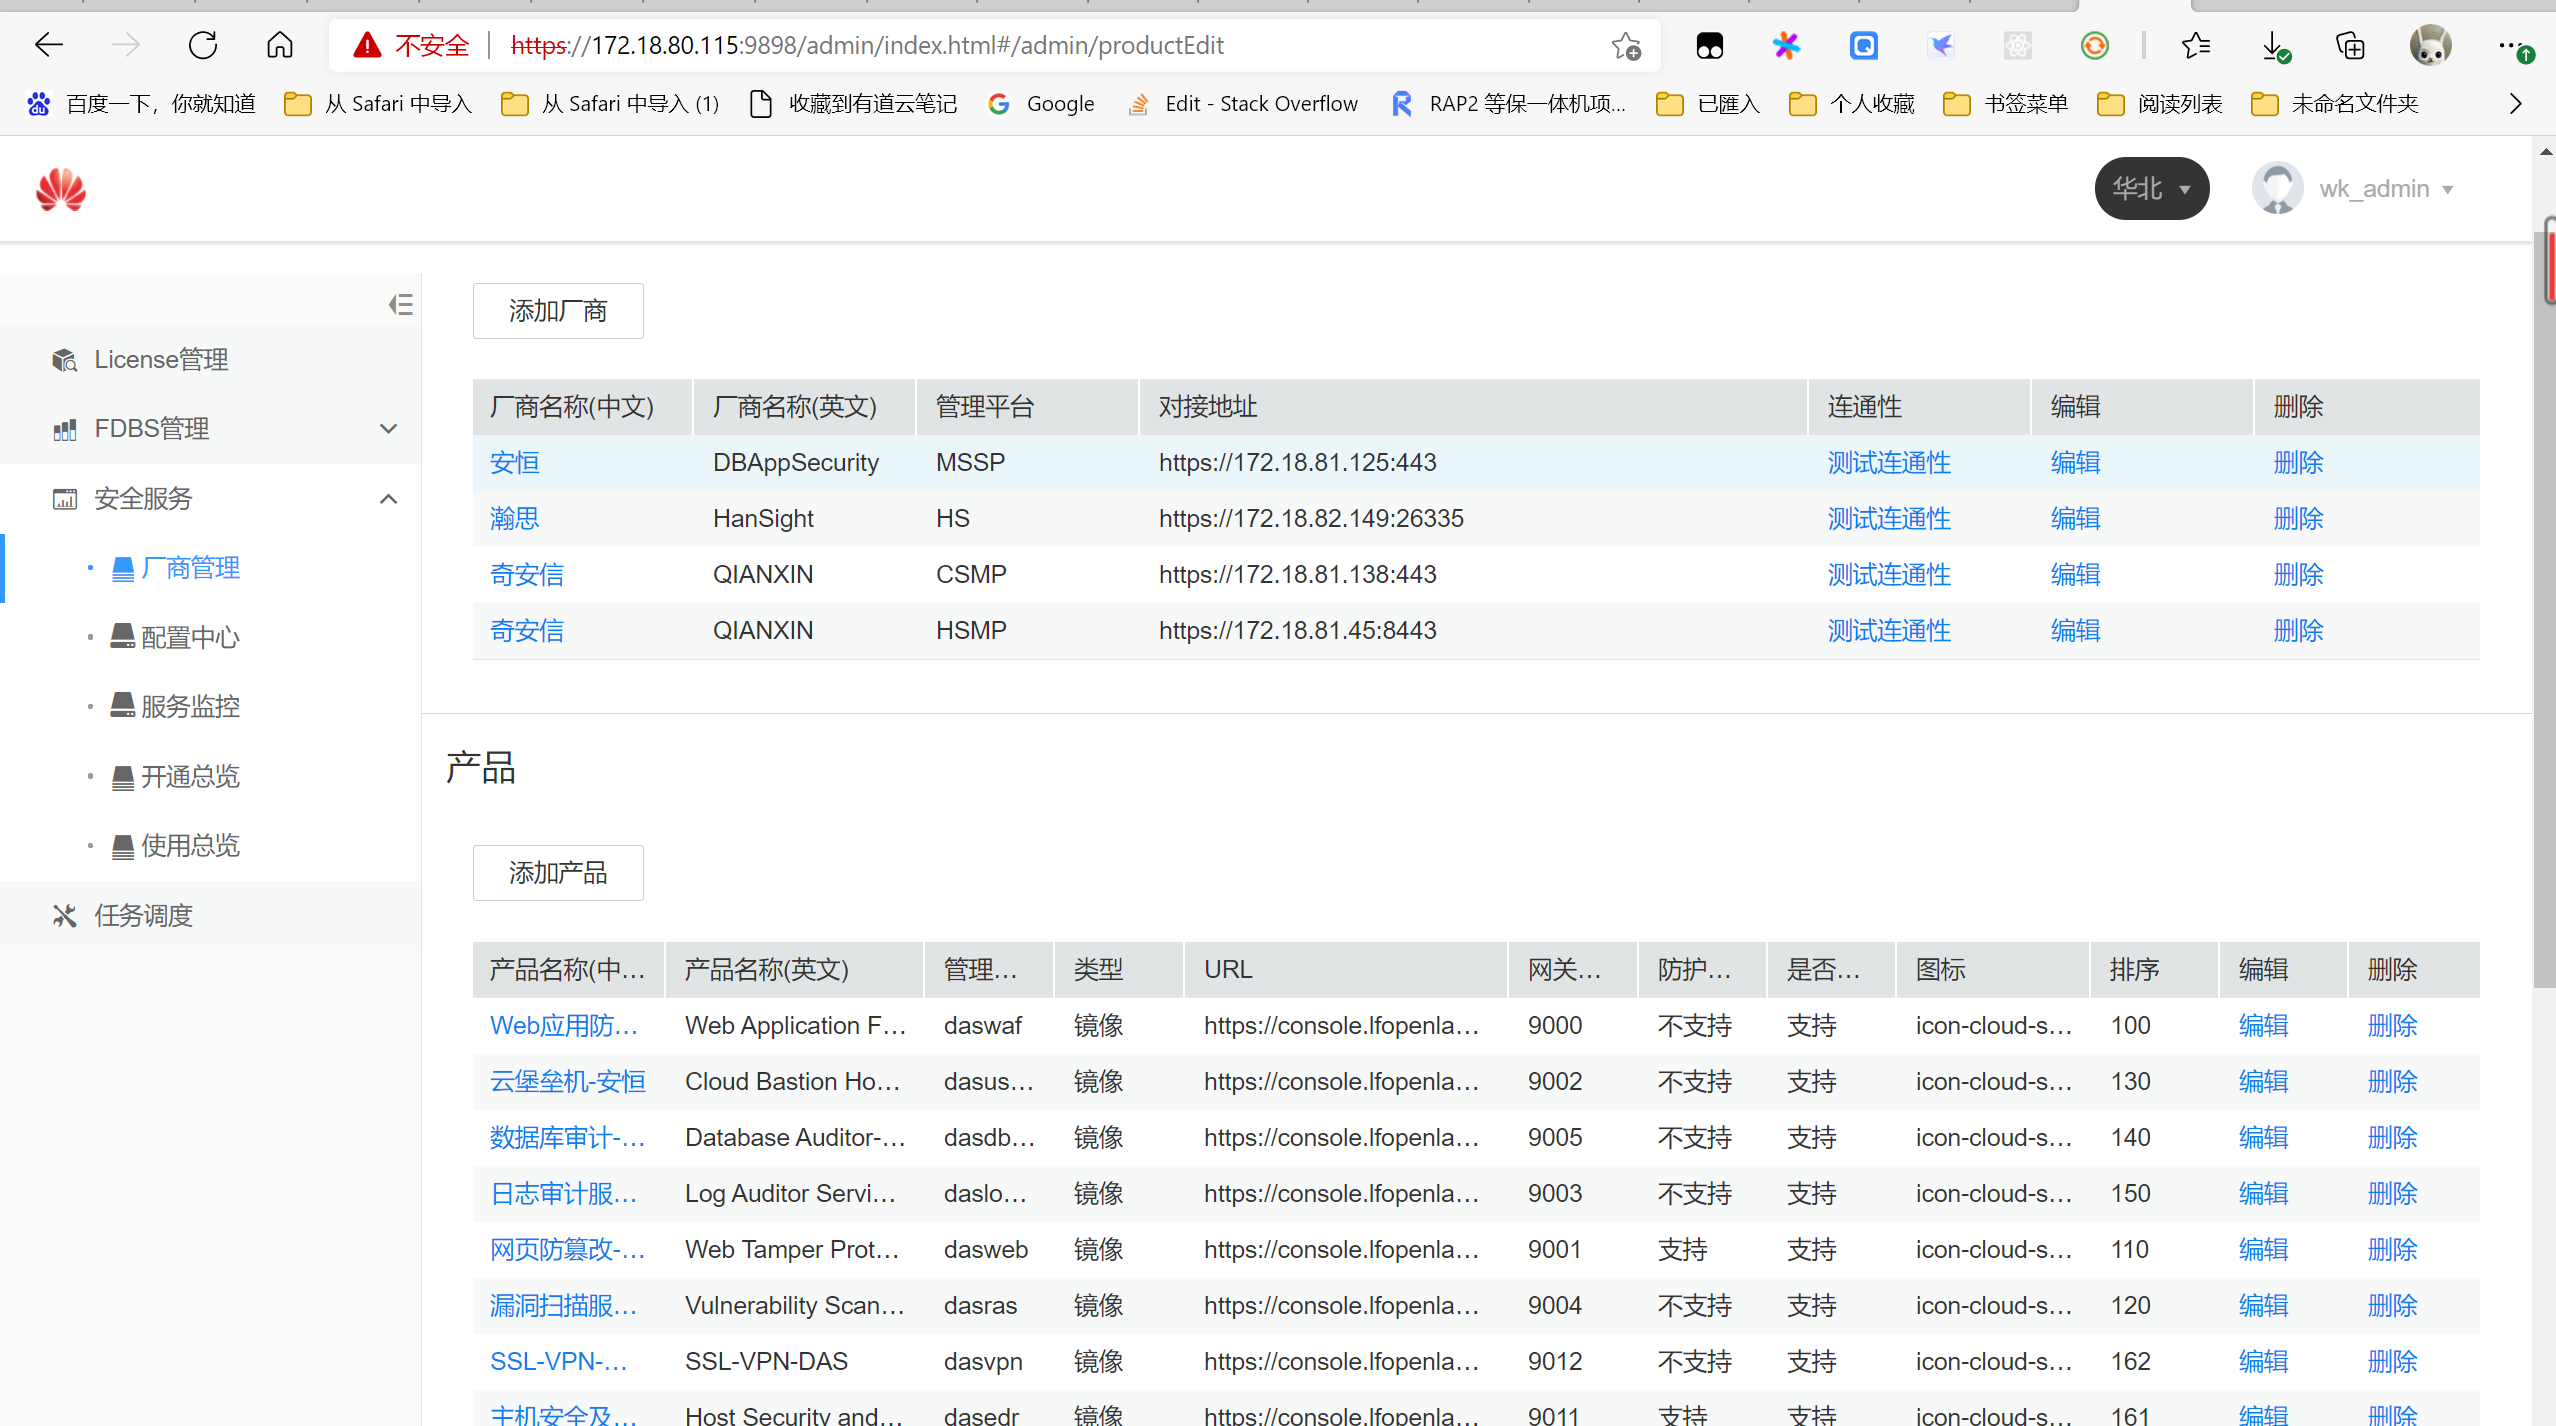 不安全 https://172.18.80.115:9898/admin/index.html#/admin/productEdit
百度一下，你就知道 从 Safari 中导入 从 Safari 中导入 (1) 收藏到有道云笔记 Google Edit - Stack Overflow RAP2 等保一体机项... 已匯入 个人收藏 书签菜单 阅读列表 未命名文件夹
华北 wk_admin
License管理
FDBS管理
安全服务
厂商管理
配置中心
服务监控
开通总览
使用总览
任务调度
添加厂商
厂商名称(中文) 厂商名称(英文) 管理平台 对接地址 连通性 编辑 删除
安恒 DBAppSecurity MSSP https://172.18.81.125:443 测试连通性 编辑 删除
瀚思 HanSight HS https://172.18.82.149:26335 测试连通性 编辑 删除
奇安信 QIANXIN CSMP https://172.18.81.138:443 测试连通性 编辑 删除
奇安信 QIANXIN HSMP https://172.18.81.45:8443 测试连通性 编辑 删除
产品
添加产品
产品名称(中... 产品名称(英文) 管理... 类型 URL 网关... 防护... 是否... 图标 排序 编辑 删除
Web应用防... Web Application F... daswaf 镜像 https://console.lfopenla... 9000 不支持 支持 icon-cloud-s... 100 编辑 删除
云堡垒机-安恒 Cloud Bastion Ho... dasus... 镜像 https://console.lfopenla... 9002 不支持 支持 icon-cloud-s... 130 编辑 删除
数据库审计-... Database Auditor-... dasdb... 镜像 https://console.lfopenla... 9005 不支持 支持 icon-cloud-s... 140 编辑 删除
日志审计服... Log Auditor Servi... daslo... 镜像 https://console.lfopenla... 9003 不支持 支持 icon-cloud-s... 150 编辑 删除
网页防篡改-... Web Tamper Prot... dasweb 镜像 https://console.lfopenla... 9001 支持 支持 icon-cloud-s... 110 编辑 删除
漏洞扫描服... Vulnerability Scan... dasras 镜像 https://console.lfopenla... 9004 不支持 支持 icon-cloud-s... 120 编辑 删除
SSL-VPN-... SSL-VPN-DAS dasvpn 镜像 https://console.lfopenla... 9012 不支持 支持 icon-cloud-s... 162 编辑 删除
主机安全及... Host Security and... dasedr 镜像 https://console.lfopenla... 9011 支持 支持 icon-cloud-s... 161 编辑 删除